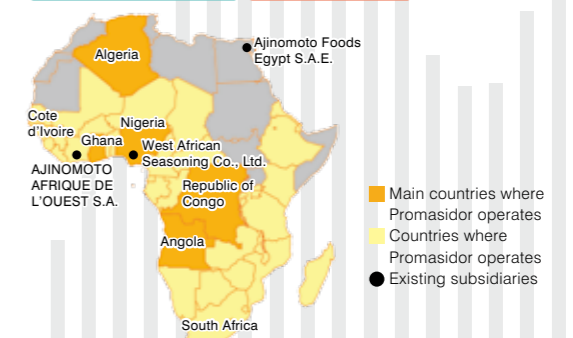 Algeria
Ajinomoto Foods
Egypt S.A.E.
Cote
d'Ivoire
Ghana
Nigeria
West African
Seasoning Co., Ltd.
AJINOMOTO
AFRIQUE DE
L'OUEST S.A.
Republic of
Congo
Angola
South Africa
Main countries where
Promasidor operates
Countries where
Promasidor operates
Existing subsidiaries